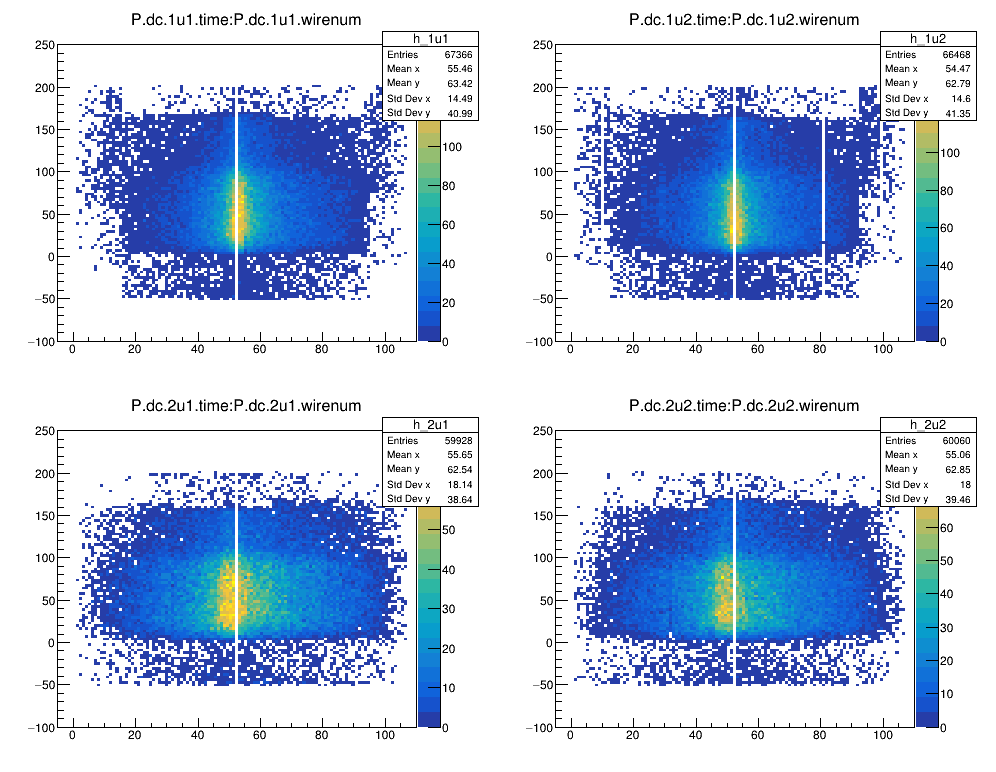 P.dc.1u1.time:P.dc.1u1.wirenum
h_1u1
Entries 67366
Mean x 55.46
Mean y 63.42
Std Dev x 14.49
Std Dev y 40.99
250
200
150
100
50
0
−50
−100
0 20 40 60 80 100
100
80
60
40
20
0
P.dc.1u2.time:P.dc.1u2.wirenum
h_1u2
Entries 66468
Mean x 54.47
Mean y 62.79
Std Dev x 14.6
Std Dev y 41.35
250
200
150
100
50
0
−50
−100
0 20 40 60 80 100
100
80
60
40
20
0
P.dc.2u1.time:P.dc.2u1.wirenum
h_2u1
Entries 59928
Mean x 55.65
Mean y 62.54
Std Dev x 18.14
Std Dev y 38.64
250
200
150
100
50
0
−50
−100
0 20 40 60 80 100
50
40
30
20
10
0
P.dc.2u2.time:P.dc.2u2.wirenum
h_2u2
Entries 60060
Mean x 55.06
Mean y 62.85
Std Dev x 18
Std Dev y 39.46
250
200
150
100
50
0
−50
−100
0 20 40 60 80 100
60
50
40
30
20
10
0